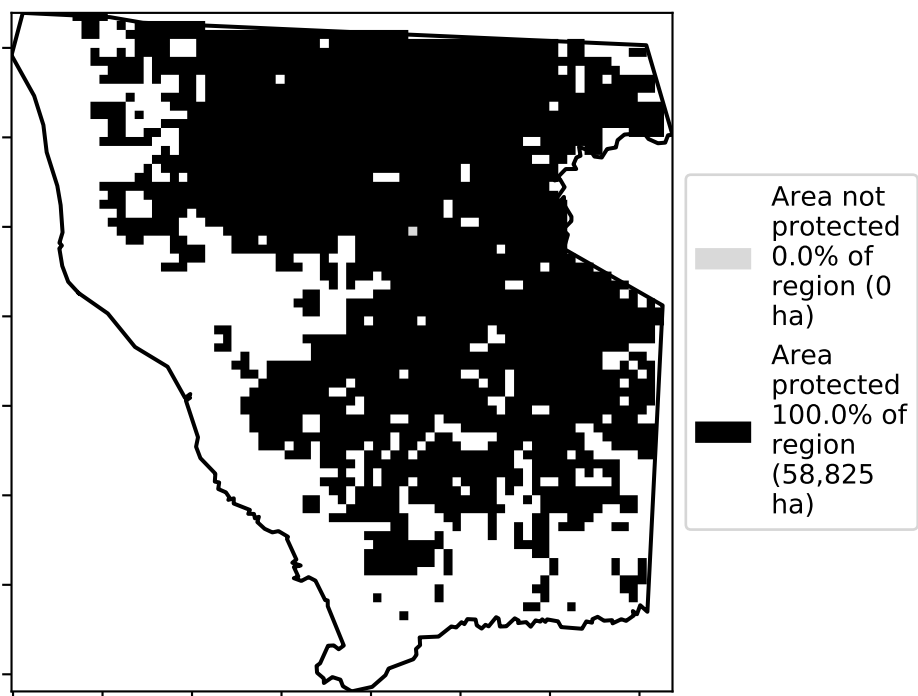 Area not
protected
0.0% of
region (0
ha)
Area
protected
100.0% of
region
(58,825
ha)